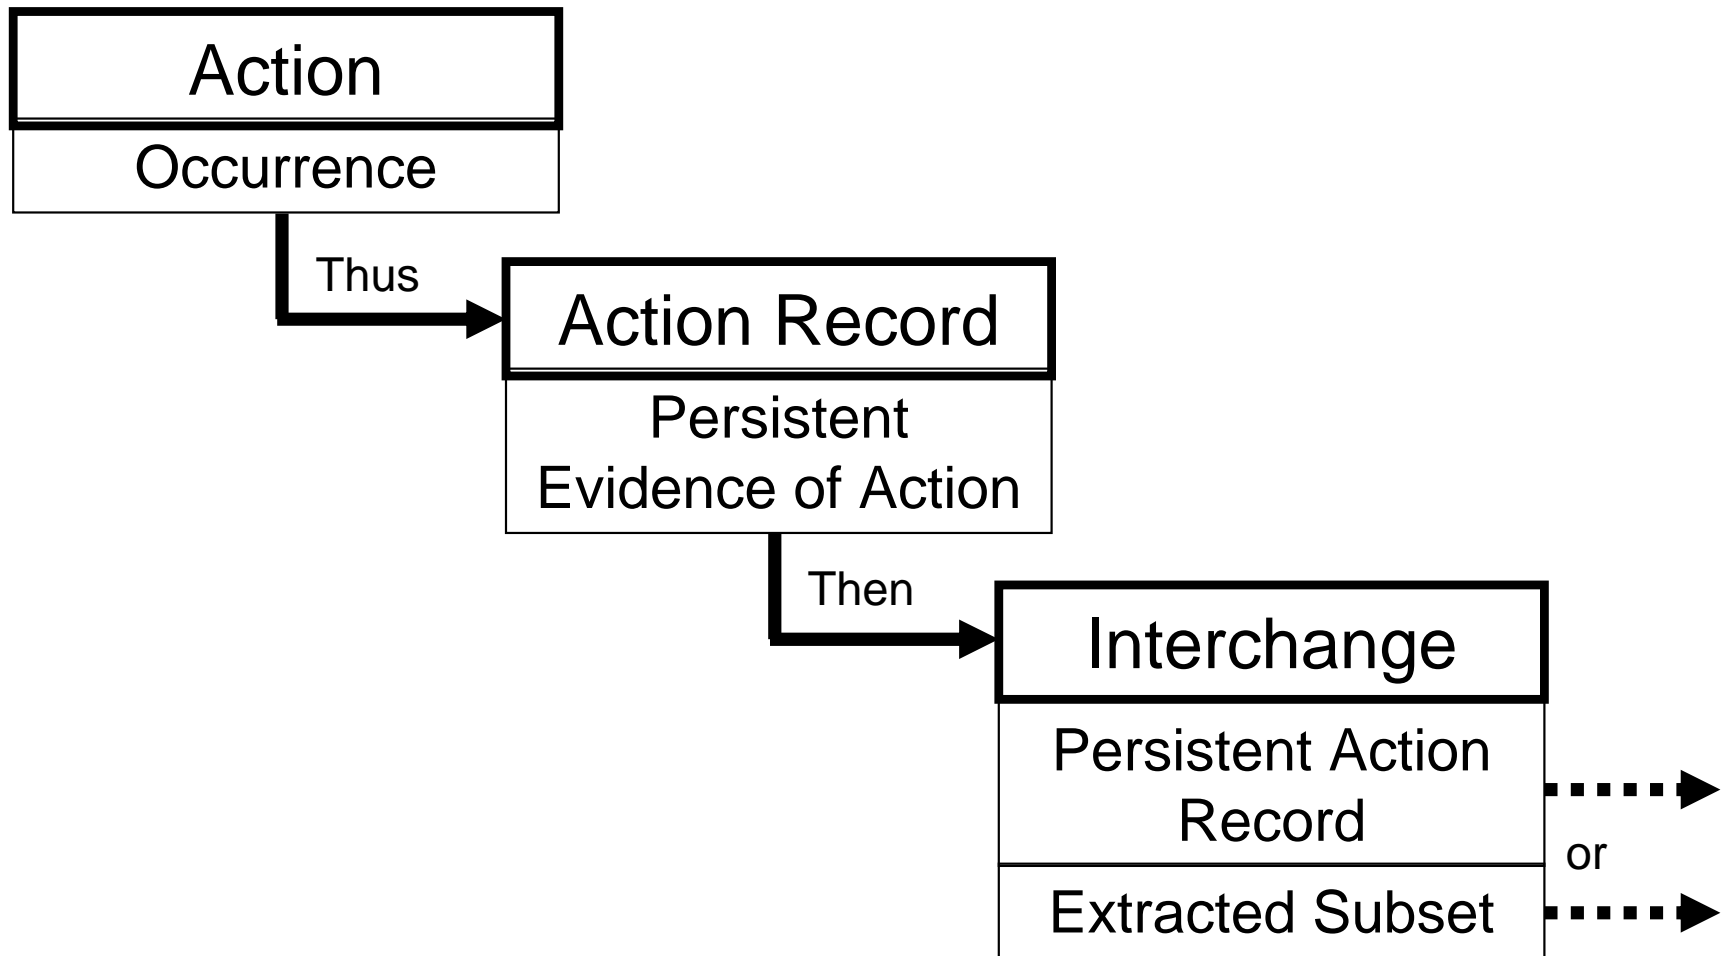 Action
Occurrence
Thus
Action Record
Persistent
Evidence of Action
Then
Interchange
Persistent Action
Record
or
Extracted Subset